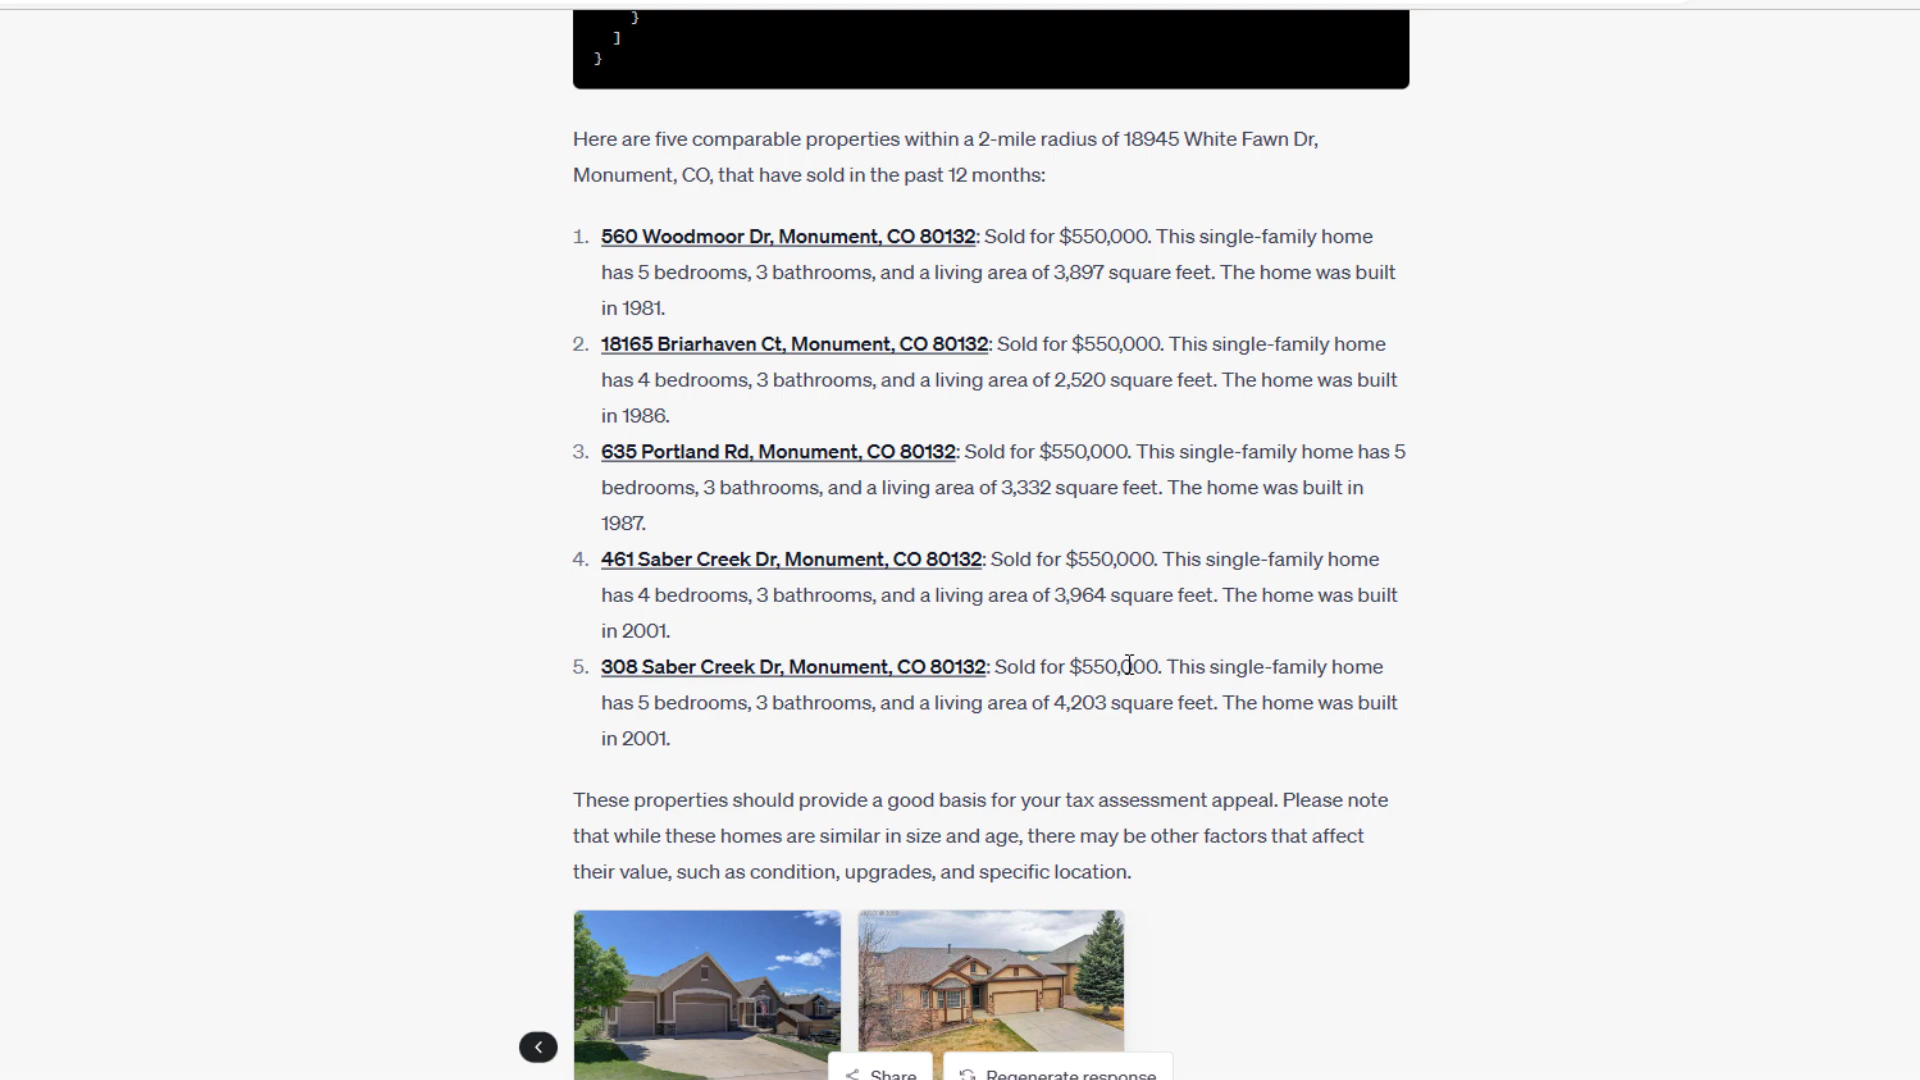 }
]
}
Here are five comparable properties within a 2-mile radius of 18945 White Fawn Dr,
Monument, CO, that have sold in the past 12 months:
1. 560 Woodmoor Dr, Monument, CO 80132: Sold for $550,000. This single-family home
has 5 bedrooms, 3 bathrooms, and a living area of 3,897 square feet. The home was built
in 1981.
2. 18165 Briarhaven Ct, Monument, CO 80132: Sold for $550,000. This single-family home
has 4 bedrooms, 3 bathrooms, and a living area of 2,520 square feet. The home was built
in 1986.
3. 635 Portland Rd, Monument, CO 80132: Sold for $550,000. This single-family home has 5
bedrooms, 3 bathrooms, and a living area of 3,332 square feet. The home was built in
1987.
4. 461 Saber Creek Dr, Monument, CO 80132: Sold for $550,000. This single-family home
has 4 bedrooms, 3 bathrooms, and a living area of 3,964 square feet. The home was built
in 2001.
5. 308 Saber Creek Dr, Monument, CO 80132: Sold for $550,000. This single-family home
has 5 bedrooms, 3 bathrooms, and a living area of 4,203 square feet. The home was built
in 2001.
These properties should provide a good basis for your tax assessment appeal. Please note
that while these homes are similar in size and age, there may be other factors that affect
their value, such as condition, upgrades, and specific location.
Share
Regenerate response